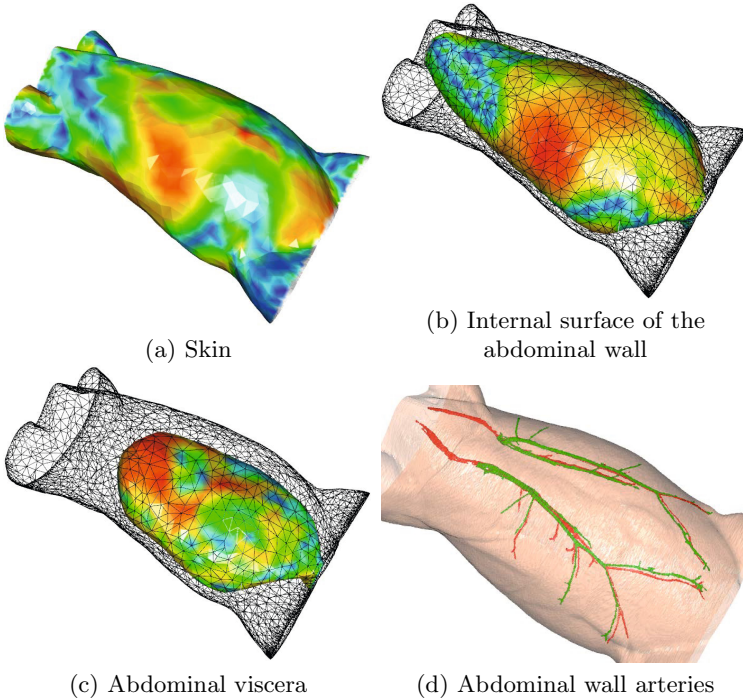 (a) Skin
(b) Internal surface of the
abdominal wall
(c) Abdominal viscera
(d) Abdominal wall arteries